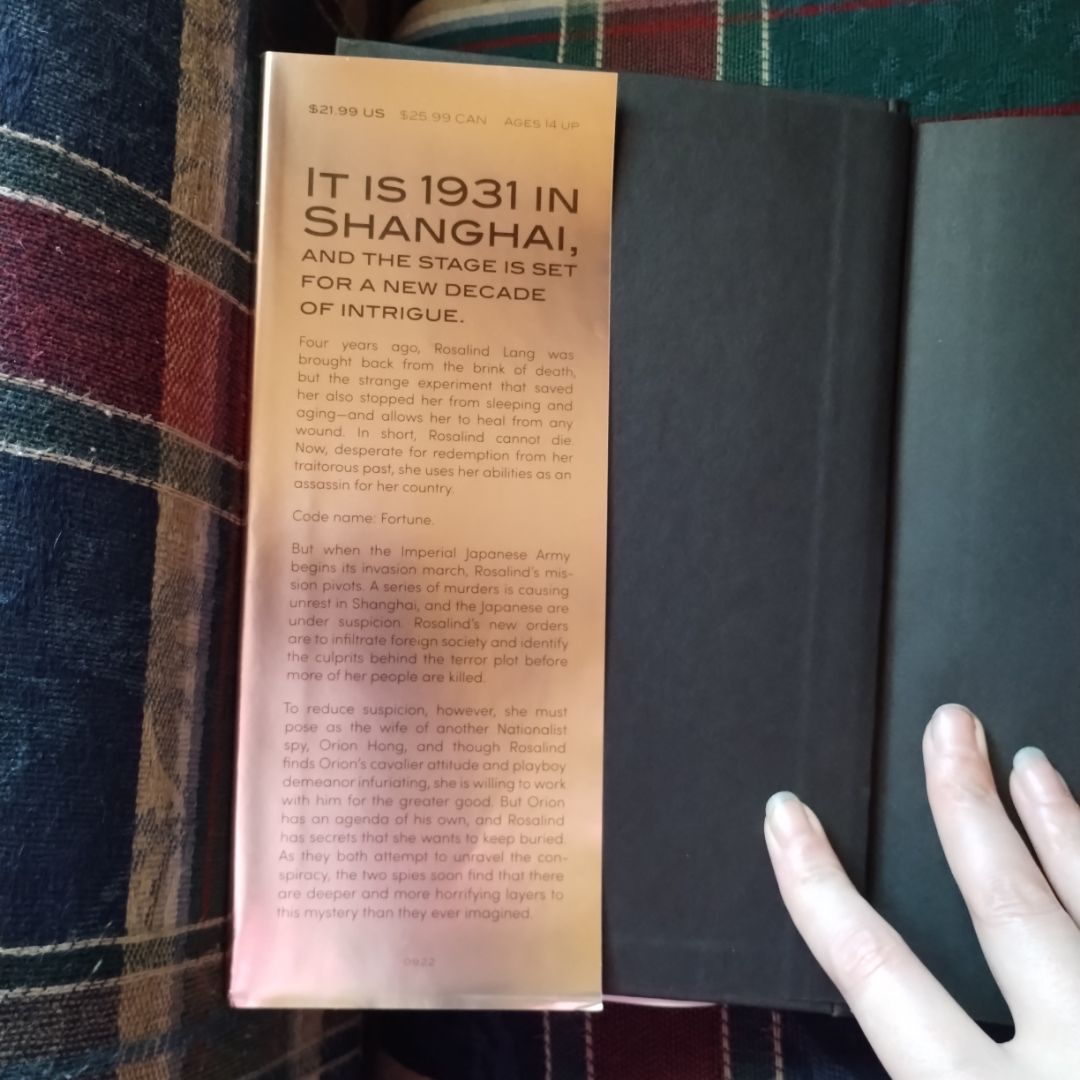 $21.99 US $25.99 CAN AGES 14 UP
IT IS 1931 IN
SHANGHAI,
AND THE STAGE IS SET
FOR A NEW DECADE
OF INTRIGUE.
Four years ago, Rosalind Lang was
brought back from the brink of death,
but the strange experiment that saved
her also stopped her from sleeping and
aging—and allows her to heal from any
wound. In short, Rosalind cannot die.
Now, desperate for redemption from her
traitorous past, she uses her abilities as an
assassin for her country.
Code name: Fortune.
But when the Imperial Japanese Army
begins its invasion march, Rosalind's mis-
sion pivots. A series of murders is causing
unrest in Shanghai, and the Japanese are
under suspicion. Rosalind's new orders
are to infiltrate foreign society and identify
the culprits behind the terror plot before
more of her people are killed.
To reduce suspicion, however, she must
pose as the wife of another Nationalist
spy, Orion Hong, and though Rosalind
finds Orion's cavalier attitude and playboy
demeanor infuriating, she is willing to work
with him for the greater good. But Orion
has an agenda of his own, and Rosalind
has secrets that she wants to keep buried.
As they both attempt to unravel the con-
spiracy, the two spies soon find that there
are deeper and more horrifying layers to
this mystery than they ever imagined.
0922